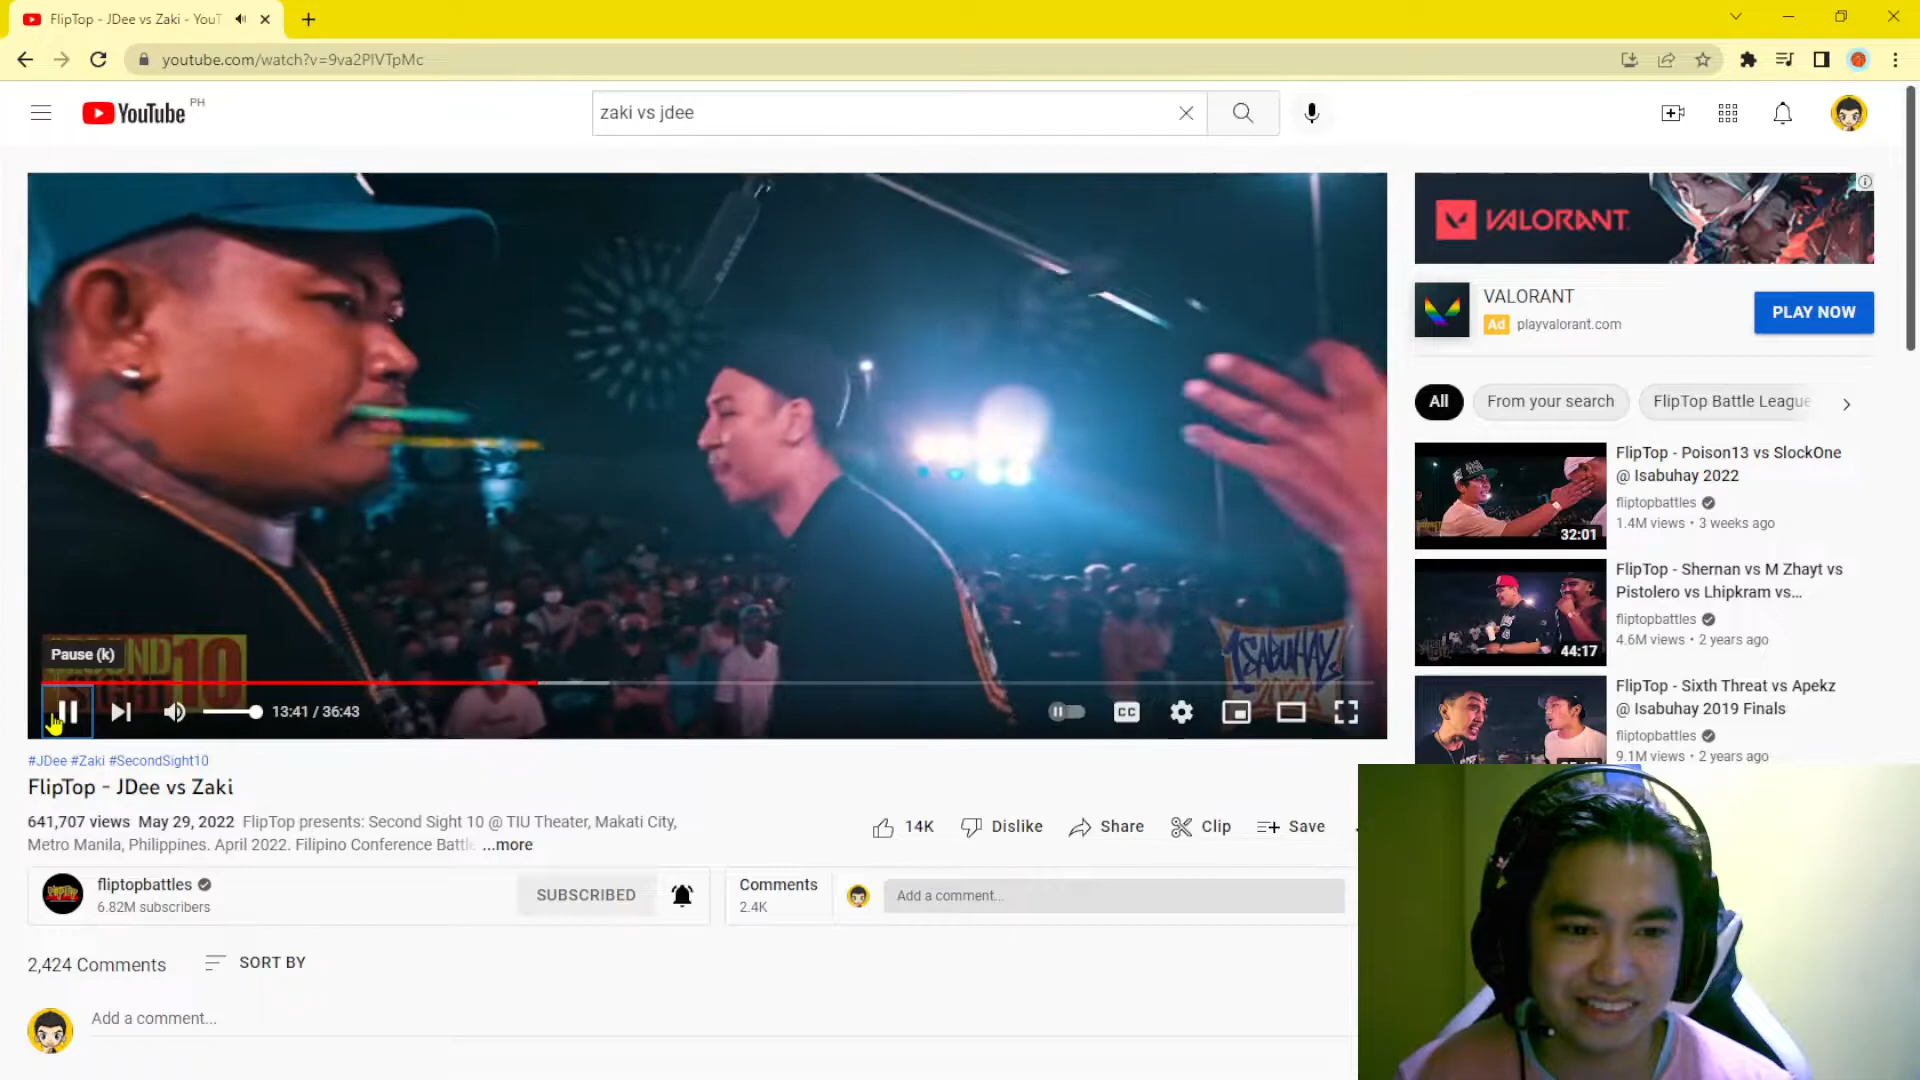 FlipTop - JDee vs Zaki - YouT
youtube.com/watch?v=9va2PlVTpMc
YouTube PH
zaki vs jdee
VALORANT
VALORANT
Ad playvalorant.com
PLAY NOW
All
From your search
FlipTop Battle League
FlipTop - Poison13 vs SlockOne
@ Isabuhay 2022
fliptopbattles
1.4M views • 3 weeks ago
32:01
FlipTop - Shernan vs M Zhayt vs
Pistolero vs Lhipkram vs...
fliptopbattles
4.6M views • 2 years ago
44:17
FlipTop - Sixth Threat vs Apekz
@ Isabuhay 2019 Finals
fliptopbattles
9.1M views • 2 years ago
10
ISABUHAY
Pause (k)
13:41 / 36:43
CC
#JDee #Zaki #SecondSight10
FlipTop - JDee vs Zaki
641,707 views May 29, 2022 FlipTop presents: Second Sight 10 @ TIU Theater, Makati City,
Metro Manila, Philippines. April 2022. Filipino Conference Battle ...more
14K
Dislike
Share
Clip
Save
fliptopbattles
6.82M subscribers
SUBSCRIBED
Comments
2.4K
Add a comment...
2,424 Comments
SORT BY
Add a comment...